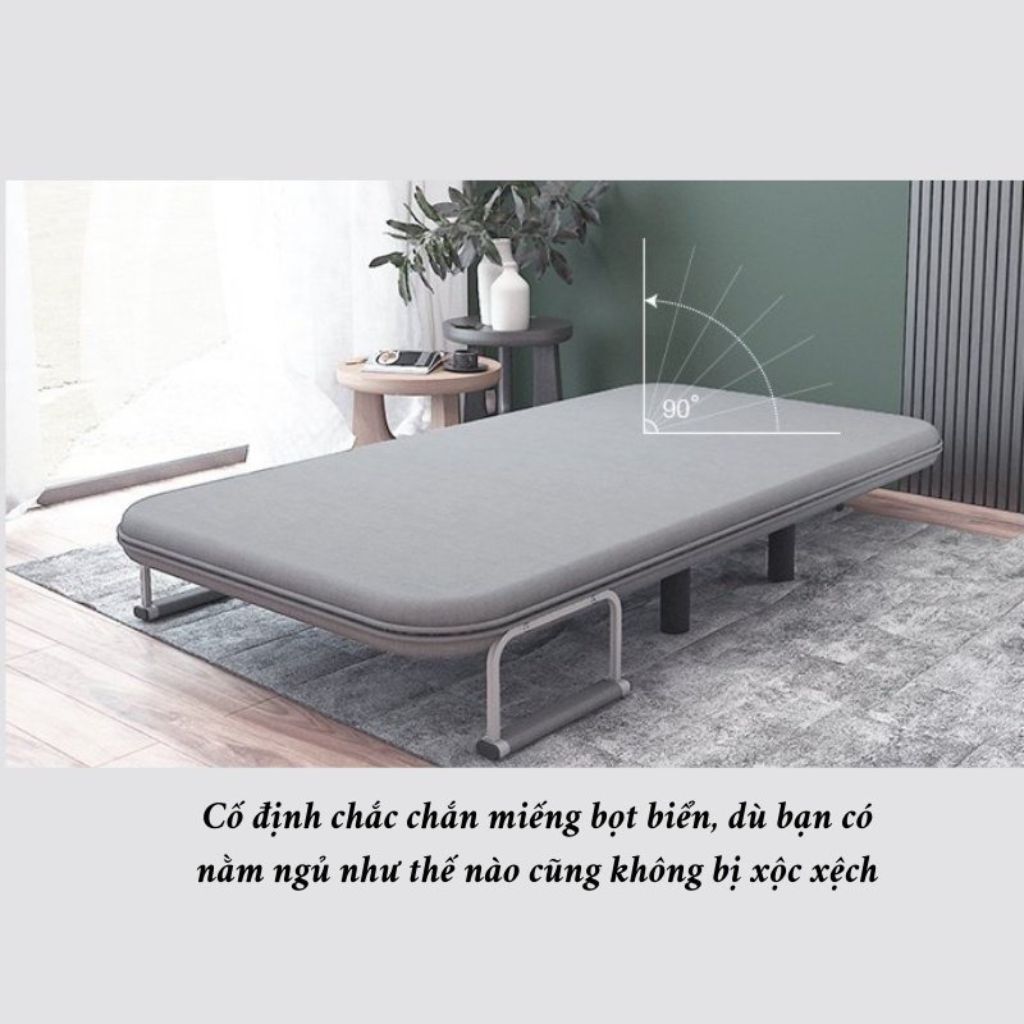 90°
Cố định chắc chắn miếng bọt biển, dù bạn có
nằm ngủ như thế nào cũng không bị xộc xệch